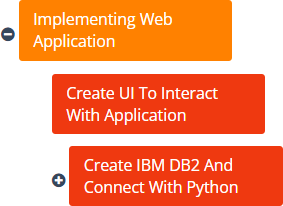 Implementing Web
Application
Create UI To Interact
With Application
Create IBM DB2 And
Connect With Python